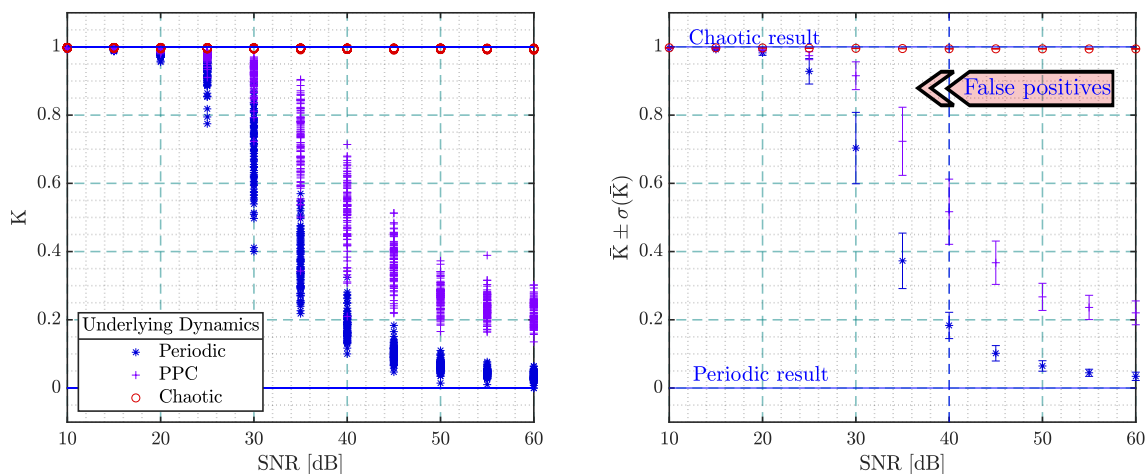 1
0.8
0.6
0.4
0.2
0
K
10
20
30
40
50
60
SNR [dB]
Underlying Dynamics
Periodic
PPC
Chaotic
1
0.8
0.6
0.4
0.2
0
K̄ ± σ(K̄)
10
20
30
40
50
60
SNR [dB]
Chaotic result
False positives
Periodic result